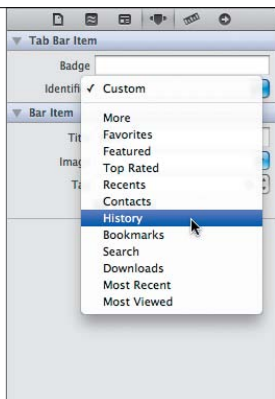 Tab Bar Item
Badge
Identifi ✓ Custom
More
Bar Item
Favorites
Tit
Featured
Imag
Top Rated
Ta
Recents
Contacts
History
Bookmarks
Search
Downloads
Most Recent
Most Viewed